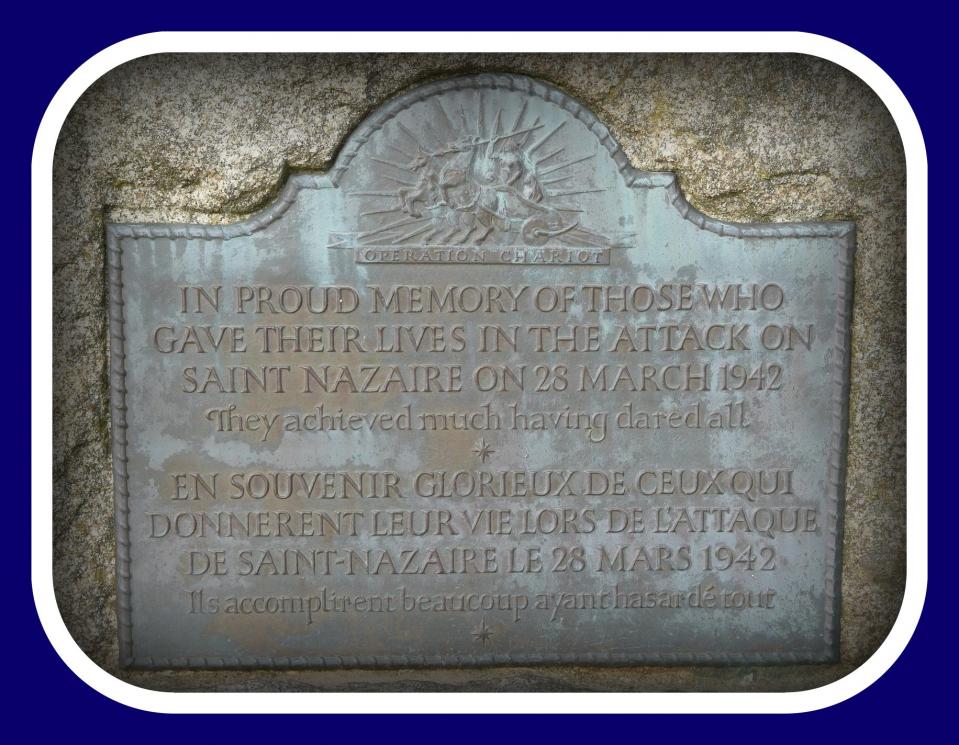 OPERATION CHARIOT
IN PROUD MEMORY OF THOSE WHO
GAVE THEIR LIVES IN THE ATTACK ON
SAINT NAZAIRE ON 28 MARCH 1942
They achieved much having dared all
EN SOUVENIR GLORIEUX DE CEUX QUI
DONNERENT LEUR VIE LORS DE L'ATTAQUE
DE SAINT-NAZAIRE LE 28 MARS 1942
Ils accomplirent beaucoup ayant hasardé tout